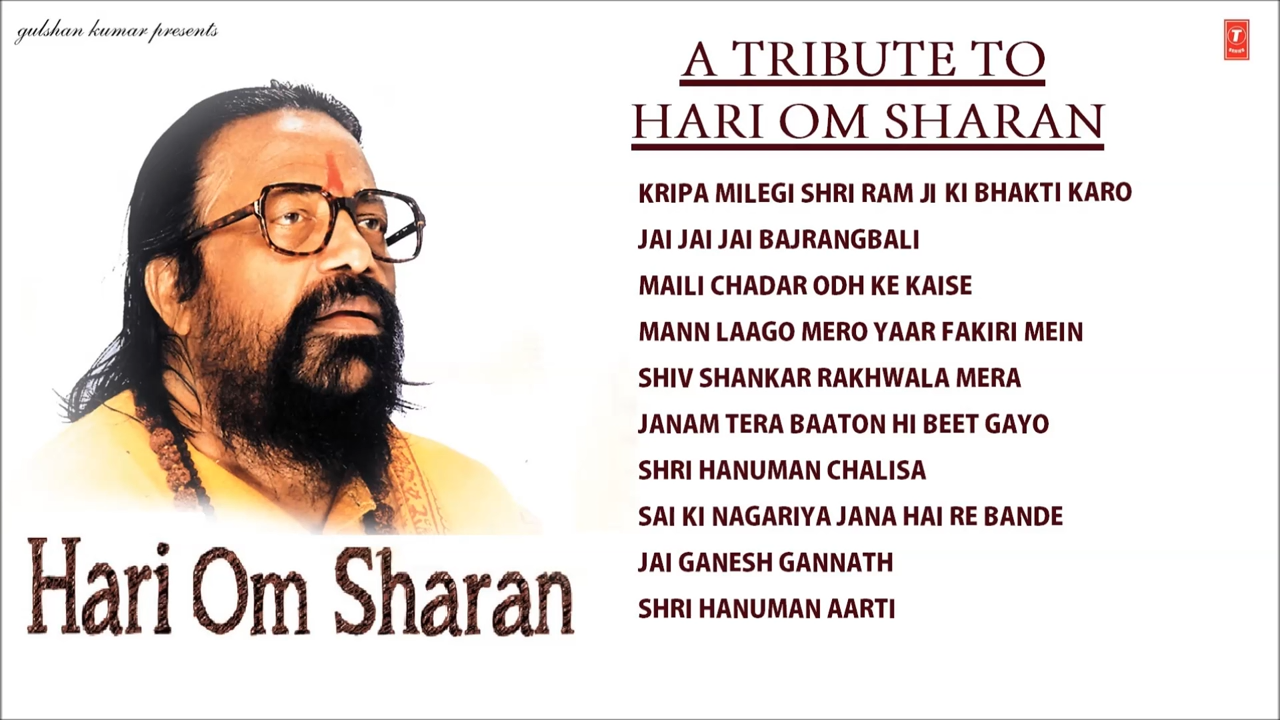 gulshan kumar presents
T
SERIES
A TRIBUTE TO
HARI OM SHARAN
KRIPA MILEGI SHRI RAM JI KI BHAKTI KARO
JAI JAI JAI BAJRANGBALI
MAILI CHADAR ODH KE KAISE
MANN LAAGO MERO YAAR FAKIRI MEIN
SHIV SHANKAR RAKHWALA MERA
JANAM TERA BAATON HI BEET GAYO
SHRI HANUMAN CHALISA
SAI KI NAGARIYA JANA HAI RE BANDE
JAI GANESH GANNATH
SHRI HANUMAN AARTI
Hari Om Sharan